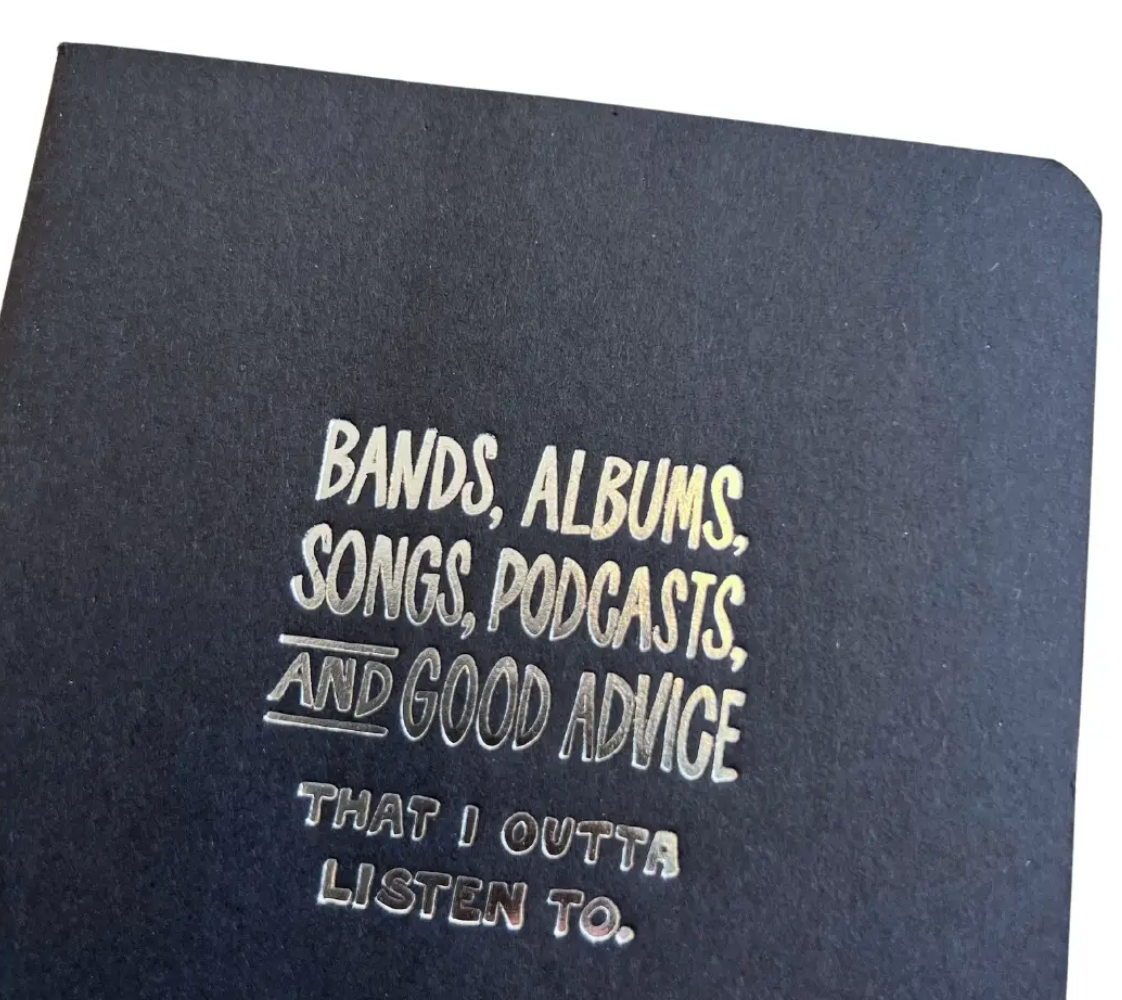 BANDS, ALBUMS,
SONGS, PODCASTS,
AND GOOD ADVICE
THAT I OUTTA
LISTEN TO.